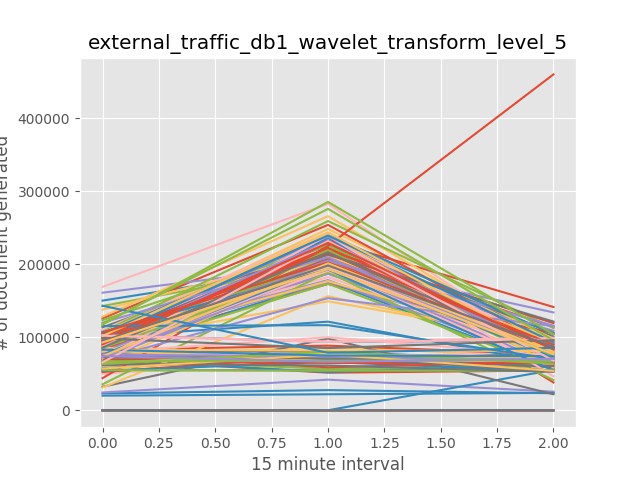 external_traffic_db1_wavelet_transform_level_5
# of document generated
400000
300000
200000
100000
0
0.00 0.25 0.50 0.75 1.00 1.25 1.50 1.75 2.00
15 minute interval